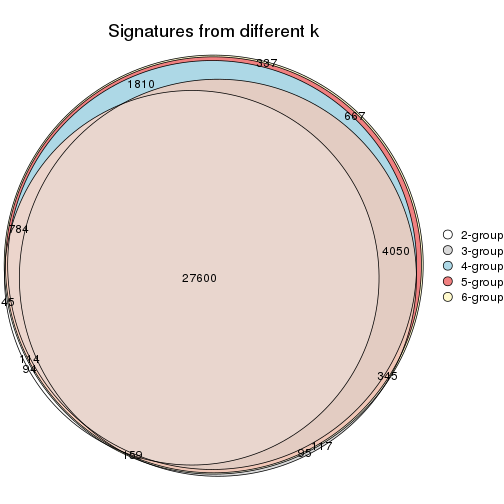 Signatures from different k
337
1810
667
784
4050
27600
45
114
94
345
117
95
159
2-group
3-group
4-group
5-group
6-group